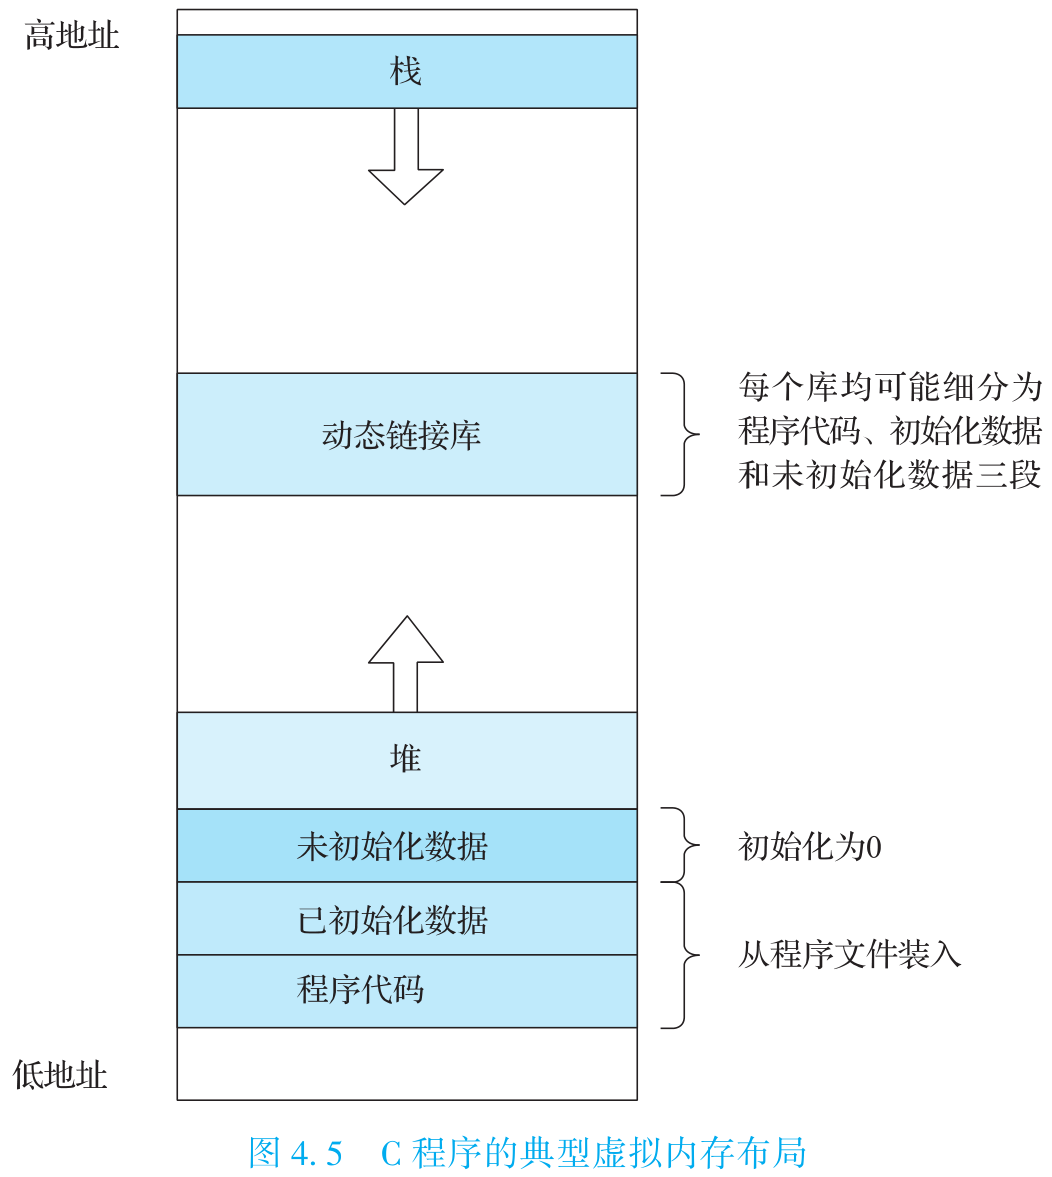 高地址
栈
动态链接库
每个库均可能细分为
程序代码、初始化数据
和未初始化数据三段
堆
未初始化数据
初始化为0
已初始化数据
从程序文件装入
程序代码
低地址
图 4.5 C 程序的典型虚拟内存布局